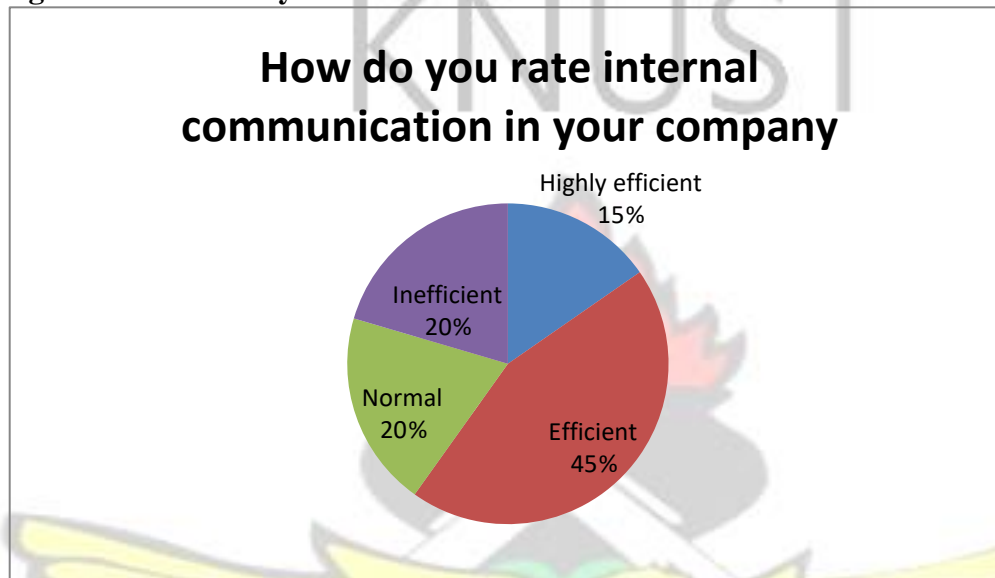 KNUST
How do you rate internal
communication in your company
Highly efficient
15%
Inefficient
20%
Normal
20%
Efficient
45%